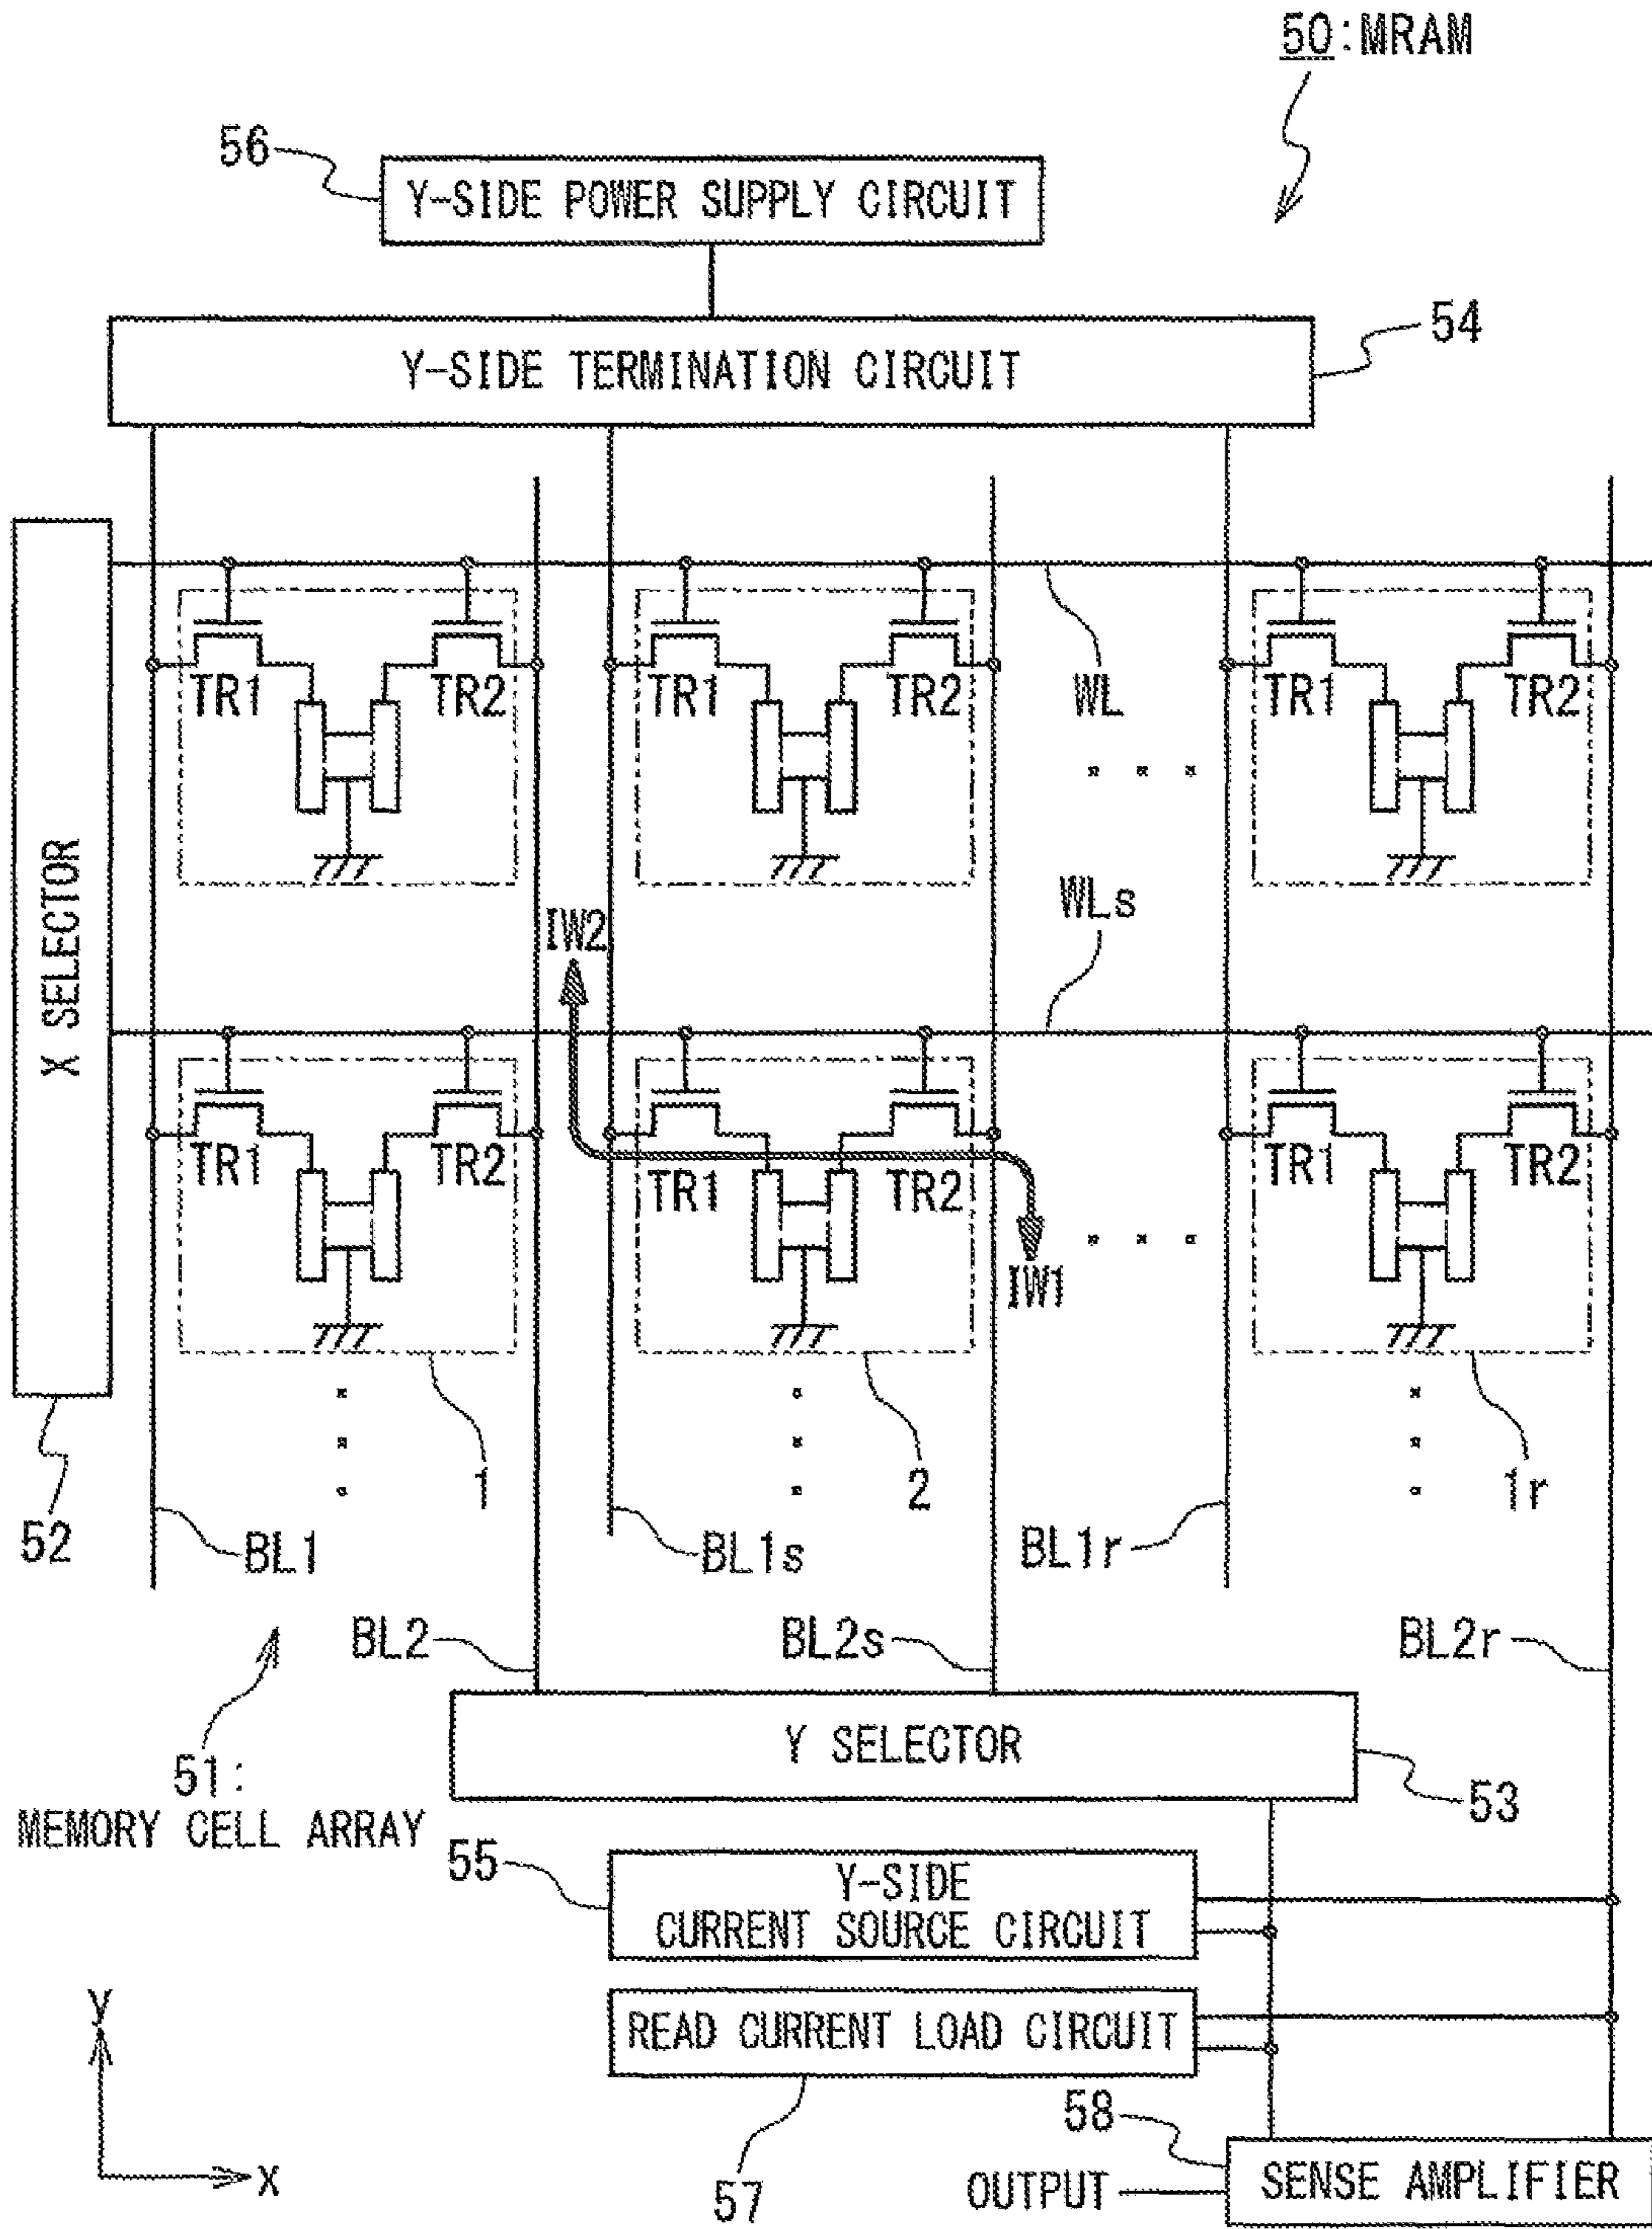 50:MRAM
56
Y-SIDE POWER SUPPLY CIRCUIT
54
Y-SIDE TERMINATION CIRCUIT
TR1 TR2 TR1 TR2 WL TR1 TR2
X SELECTOR
IW2
WLs
TR1 TR2 TR1 TR2 TR1 TR2
IW1
52
1
2
1r
BL1
BL1s
BL1r
BL2
BL2s
BL2r
Y SELECTOR
51:
MEMORY CELL ARRAY
53
55
Y-SIDE
CURRENT SOURCE CIRCUIT
y
READ CURRENT LOAD CIRCUIT
58
x
57
OUTPUT
SENSE AMPLIFIER